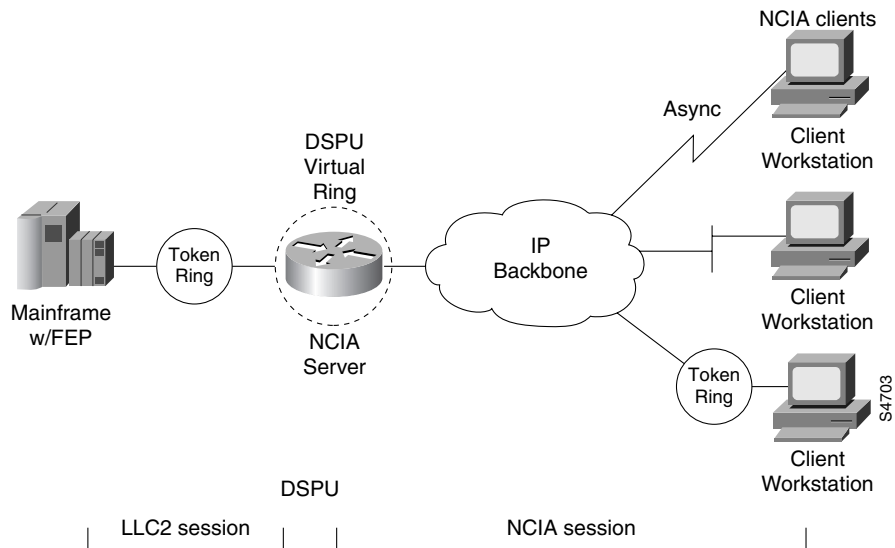 NCIA clients
Async
Client
Workstation
DSPU
Virtual
Ring
Token
Ring
IP
Backbone
Client
Workstation
Mainframe
w/FEP
NCIA
Server
Token
Ring
Client
Workstation
S4703
DSPU
LLC2 session
NCIA session